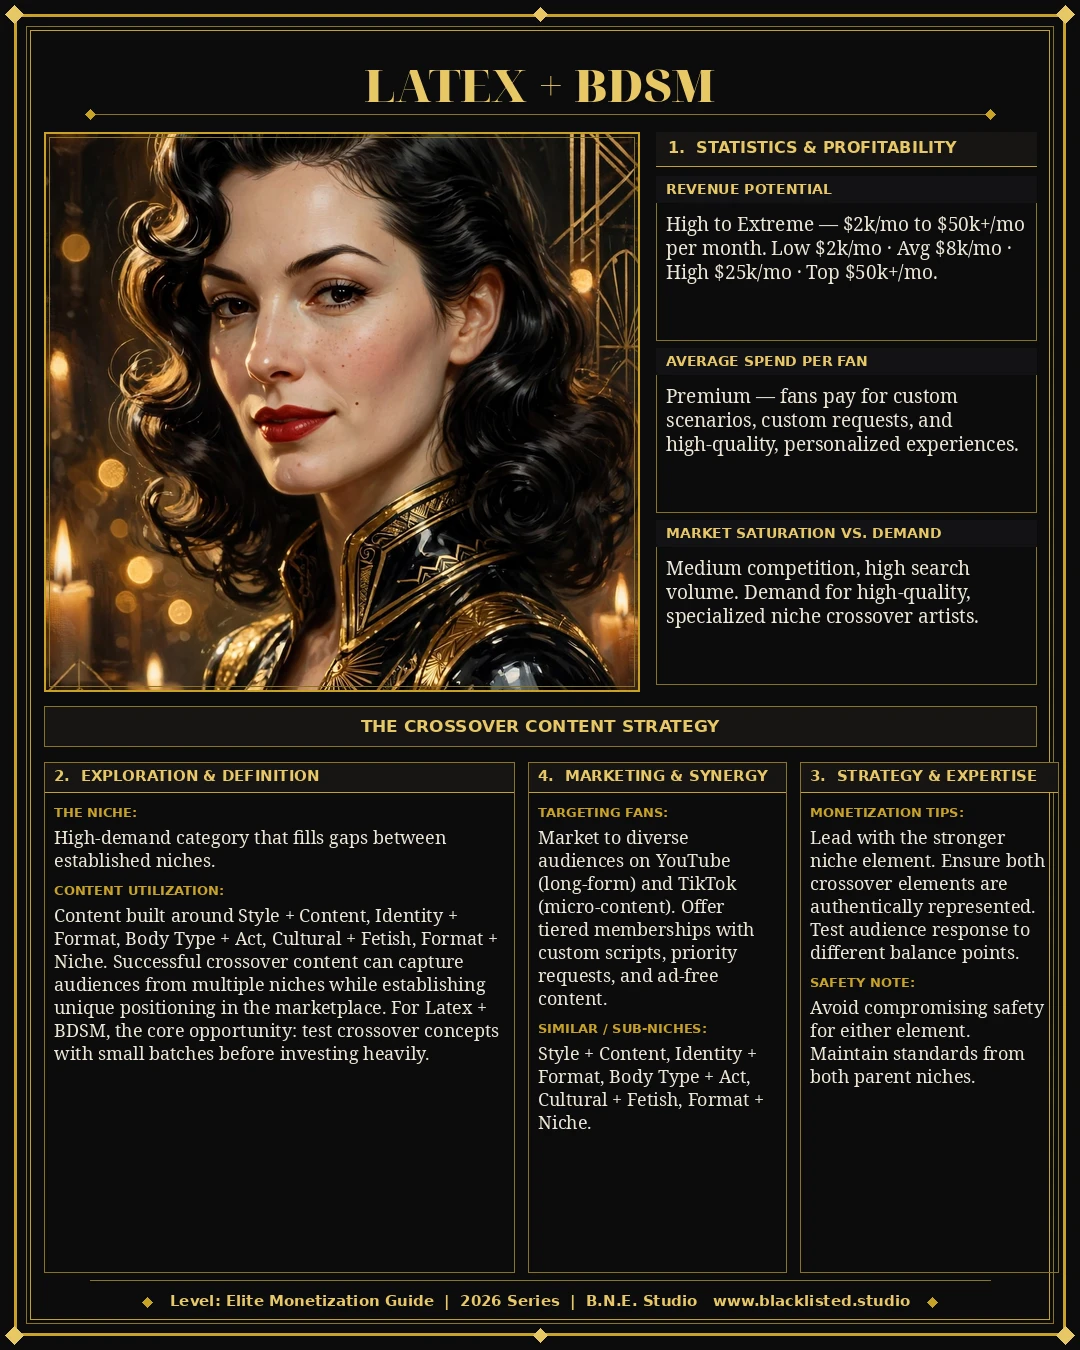 LATEX + BDSM
1. STATISTICS & PROFITABILITY
REVENUE POTENTIAL
High to Extreme — $2k/mo to $50k+/mo
per month. Low $2k/mo · Avg $8k/mo ·
High $25k/mo · Top $50k+/mo.
AVERAGE SPEND PER FAN
Premium — fans pay for custom
scenarios, custom requests, and
high-quality, personalized experiences.
MARKET SATURATION VS. DEMAND
Medium competition, high search
volume. Demand for high-quality,
specialized niche crossover artists.
THE CROSSOVER CONTENT STRATEGY
2. EXPLORATION & DEFINITION
THE NICHE:
High-demand category that fills gaps between
established niches.
CONTENT UTILIZATION:
Content built around Style + Content, Identity +
Format, Body Type + Act, Cultural + Fetish, Format +
Niche. Successful crossover content can capture
audiences from multiple niches while establishing
unique positioning in the marketplace. For Latex +
BDSM, the core opportunity: test crossover concepts
with small batches before investing heavily.
4. MARKETING & SYNERGY
TARGETING FANS:
Market to diverse
audiences on YouTube
(long-form) and TikTok
(micro-content). Offer
tiered memberships with
custom scripts, priority
requests, and ad-free
content.
SIMILAR / SUB-NICHES:
Style + Content, Identity +
Format, Body Type + Act,
Cultural + Fetish, Format +
Niche.
3. STRATEGY & EXPERTISE
MONETIZATION TIPS:
Lead with the stronger
niche element. Ensure both
crossover elements are
authentically represented.
Test audience response to
different balance points.
SAFETY NOTE:
Avoid compromising safety
for either element.
Maintain standards from
both parent niches.
Level: Elite Monetization Guide | 2026 Series | B.N.E. Studio www.blacklisted.studio